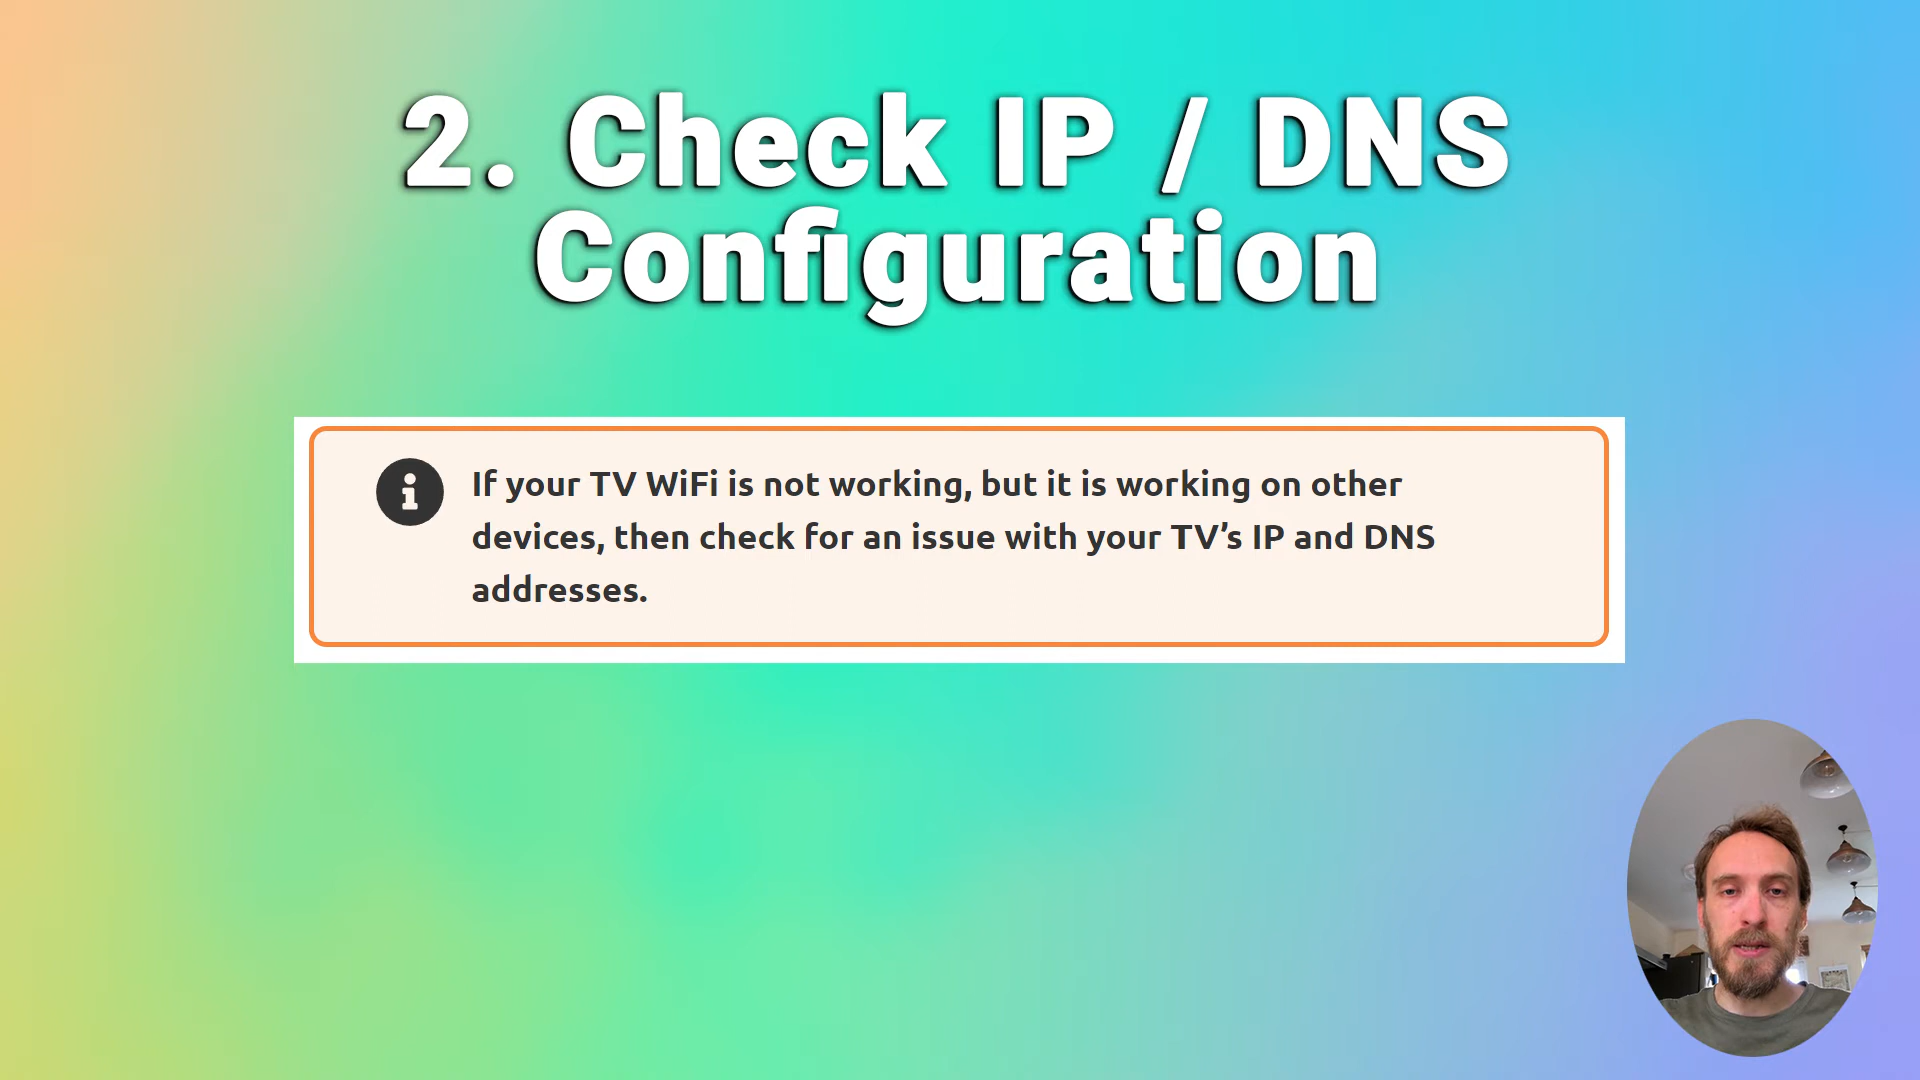 2. Check IP / DNS
Configuration
If your TV WiFi is not working, but it is working on other
devices, then check for an issue with your TV’s IP and DNS
addresses.